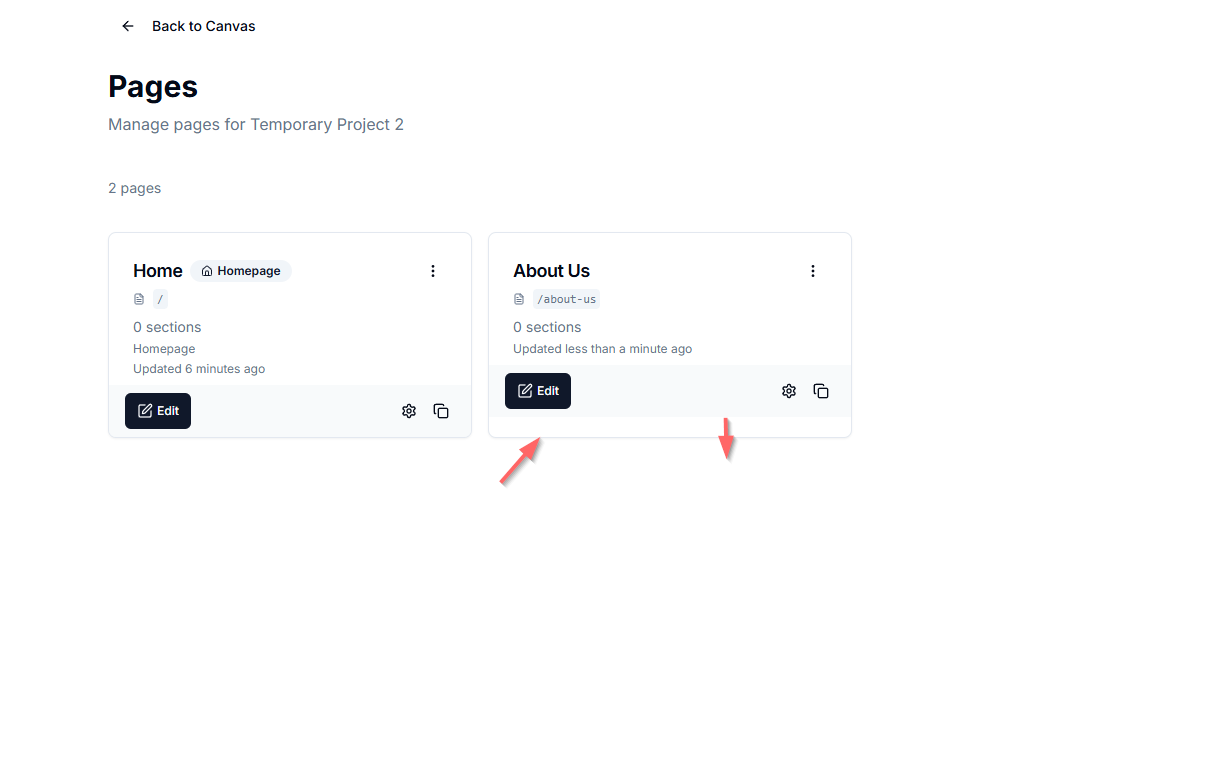 Back to Canvas
Pages
Manage pages for Temporary Project 2
2 pages
Home Homepage
/
0 sections
Homepage
Updated 6 minutes ago
Edit
About Us
/about-us
0 sections
Updated less than a minute ago
Edit